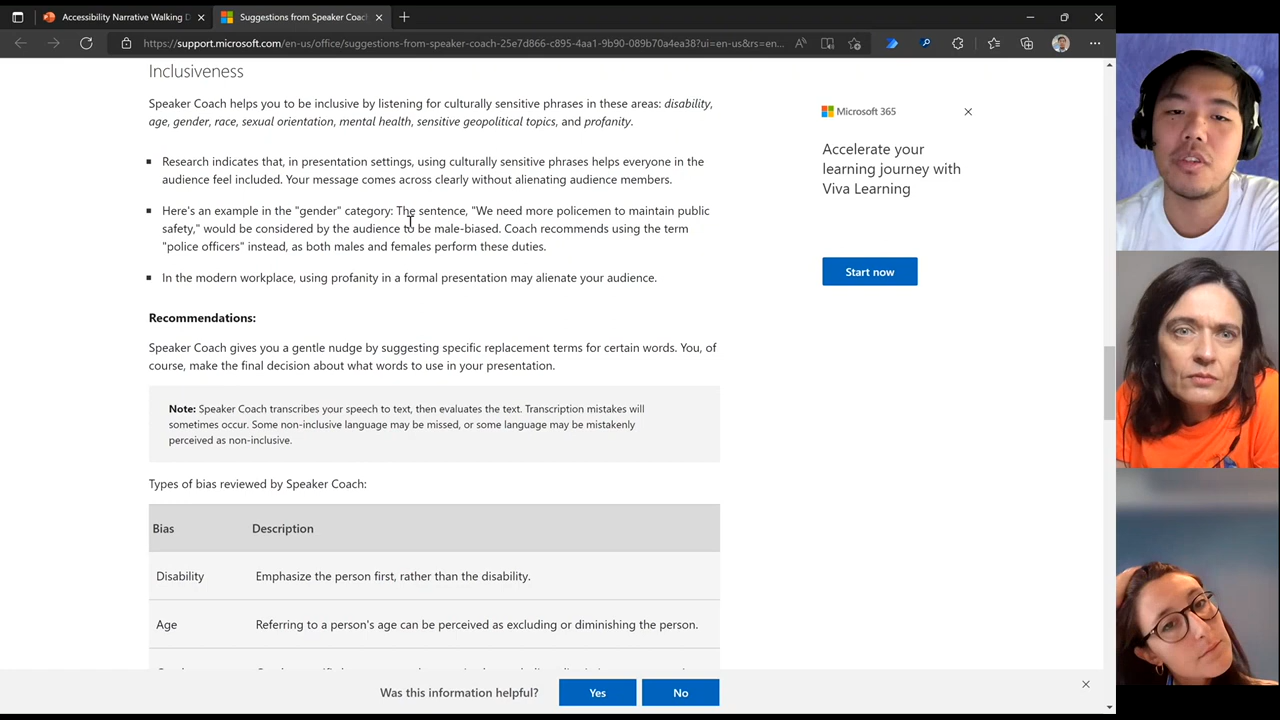 Accessibility Narrative Walking D
Suggestions from Speaker Coac
https://support.microsoft.com/en-us/office/suggestions-from-speaker-coach-25e7d866-c895-4aa1-9b90-089b70a4ea38?ui=en-us&rs=en...
Inclusiveness
Speaker Coach helps you to be inclusive by listening for culturally sensitive phrases in these areas: disability,
age, gender, race, sexual orientation, mental health, sensitive geopolitical topics, and profanity.
Research indicates that, in presentation settings, using culturally sensitive phrases helps everyone in the
audience feel included. Your message comes across clearly without alienating audience members.
Here's an example in the "gender" category: The sentence, "We need more policemen to maintain public
safety," would be considered by the audience to be male-biased. Coach recommends using the term
"police officers" instead, as both males and females perform these duties.
In the modern workplace, using profanity in a formal presentation may alienate your audience.
Recommendations:
Speaker Coach gives you a gentle nudge by suggesting specific replacement terms for certain words. You, of
course, make the final decision about what words to use in your presentation.
Note: Speaker Coach transcribes your speech to text, then evaluates the text. Transcription mistakes will
sometimes occur. Some non-inclusive language may be missed, or some language may be mistakenly
perceived as non-inclusive.
Types of bias reviewed by Speaker Coach:
Bias Description
Disability Emphasize the person first, rather than the disability.
Age Referring to a person's age can be perceived as excluding or diminishing the person.
Microsoft 365
Accelerate your
learning journey with
Viva Learning
Start now
Was this information helpful? Yes No